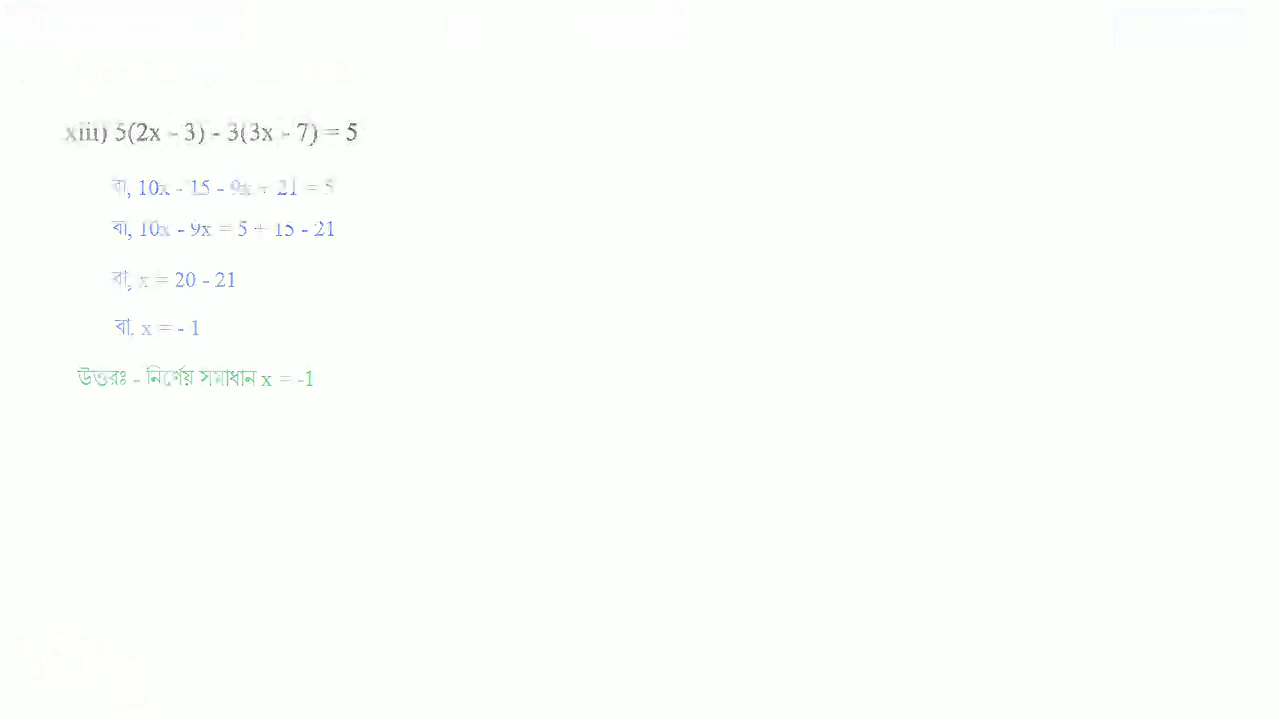 xiii) 5(2x - 3) - 3(3x - 7) = 5
বা, 10x - 15 - 9x + 21 = 5
বা, 10x - 9x = 5 + 15 - 21
বা, x = 20 - 21
বা, x = - 1
উত্তরঃ - নির্ণেয় সমাধান x = -1